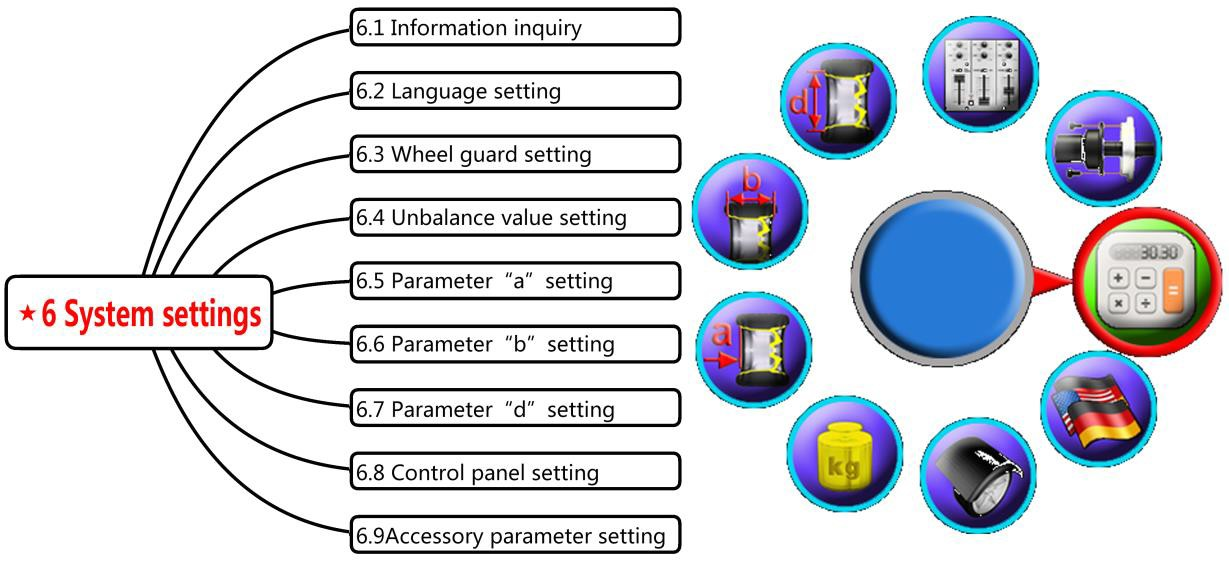 6.1 Information inquiry
6.2 Language setting
6.3 Wheel guard setting
6.4 Unbalance value setting
6.5 Parameter “a” setting
★6 System settings
6.6 Parameter “b” setting
6.7 Parameter “d” setting
6.8 Control panel setting
6.9Accessory parameter setting
d
b
30.30
+ −
× ÷ =
a
kg